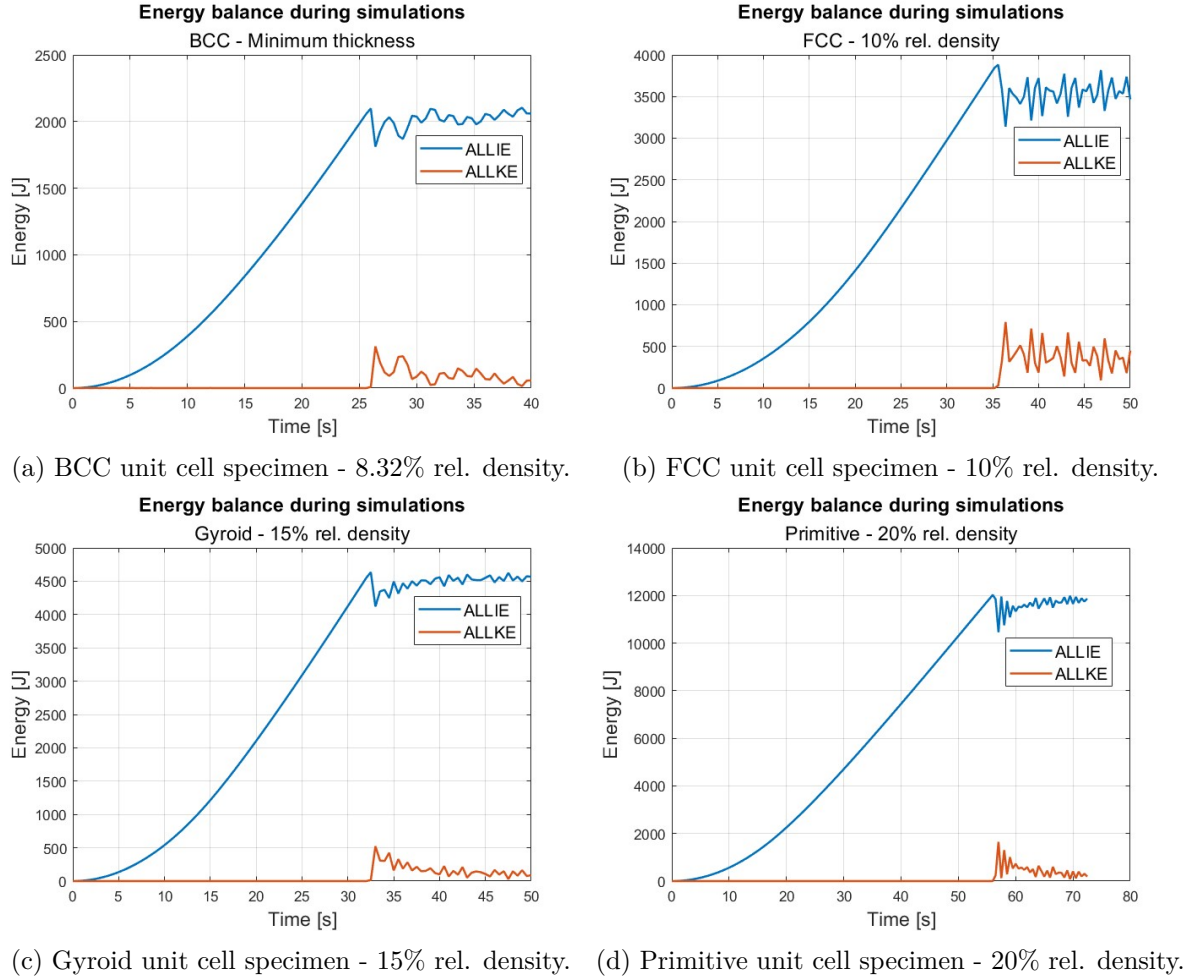 Energy balance during simulations
BCC - Minimum thickness
2500
2000
1500
1000
500
0
Energy [J]
ALLIE
ALLKE
0 5 10 15 20 25 30 35 40
Time [s]
(a) BCC unit cell specimen - 8.32% rel. density.
Energy balance during simulations
FCC - 10% rel. density
4000
3500
3000
2500
2000
1500
1000
500
0
Energy [J]
ALLIE
ALLKE
0 5 10 15 20 25 30 35 40 45 50
Time [s]
(b) FCC unit cell specimen - 10% rel. density.
Energy balance during simulations
Gyroid - 15% rel. density
5000
4500
4000
3500
3000
2500
2000
1500
1000
500
0
Energy [J]
ALLIE
ALLKE
0 5 10 15 20 25 30 35 40 45 50
Time [s]
(c) Gyroid unit cell specimen - 15% rel. density.
Energy balance during simulations
Primitive - 20% rel. density
14000
12000
10000
8000
6000
4000
2000
0
Energy [J]
ALLIE
ALLKE
0 10 20 30 40 50 60 70 80
Time [s]
(d) Primitive unit cell specimen - 20% rel. density.